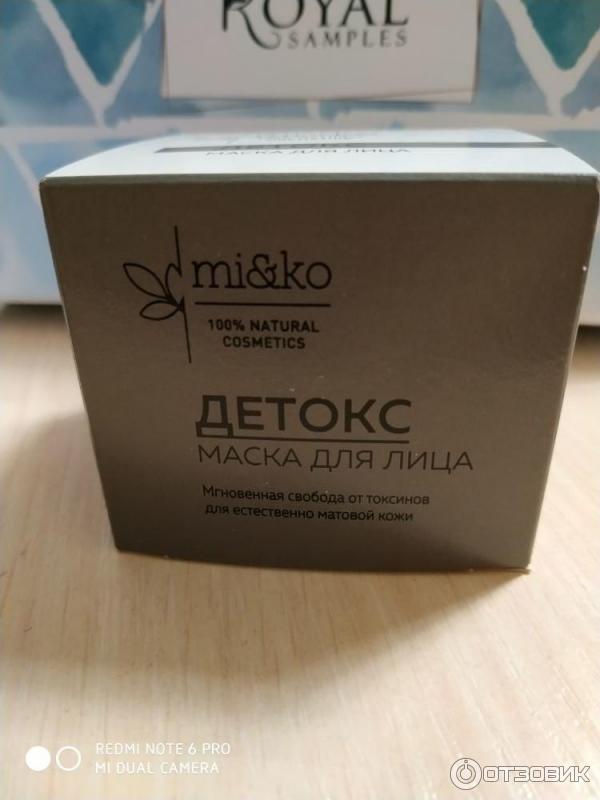 ROYAL
SAMPLES
МАСКА ДЛЯ ЛИЦА
mi&ko
100% NATURAL
COSMETICS
ДЕТОКС
МАСКА ДЛЯ ЛИЦА
Мгновенная свобода от токсинов
для естественно матовой кожи
REDMI NOTE 6 PRO
MI DUAL CAMERA
ОТЗОВИК